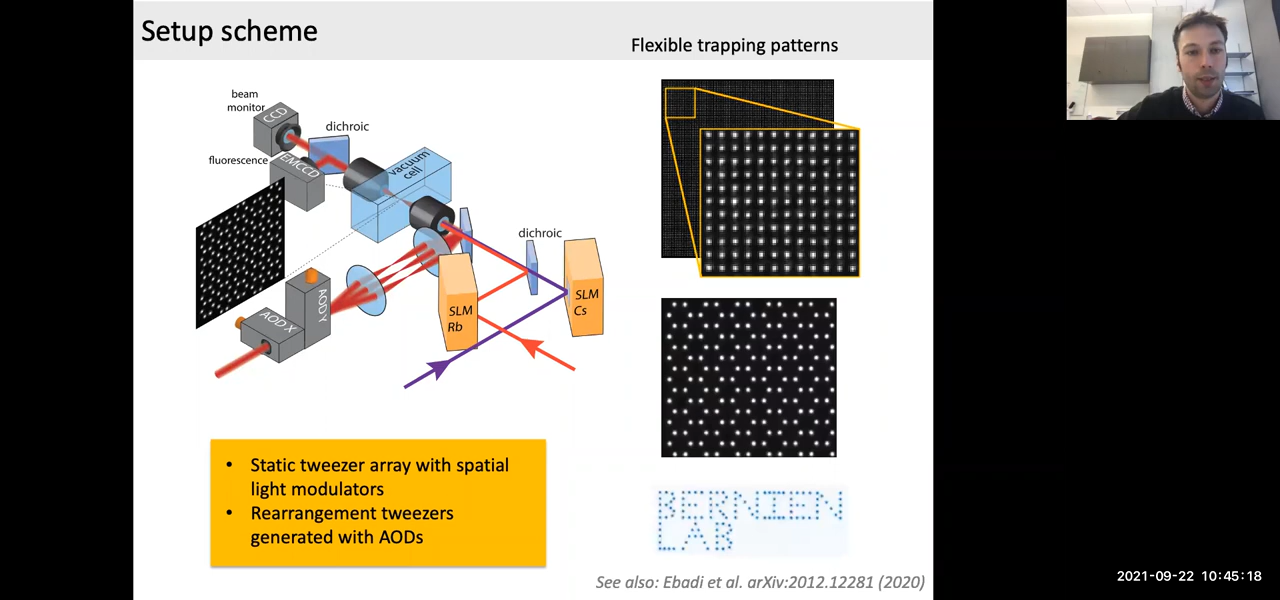 Setup scheme
Flexible trapping patterns
beam
monitor
CCD
dichroic
fluorescence
EMCCD
vacuum
cell
dichroic
SLM
Rb
SLM
Cs
AOD Y
AOD X
• Static tweezer array with spatial
light modulators
• Rearrangement tweezers
generated with AODs
BERNIEN
LAB
See also: Ebadi et al. arXiv:2012.12281 (2020)
2021-09-22 10:45:18